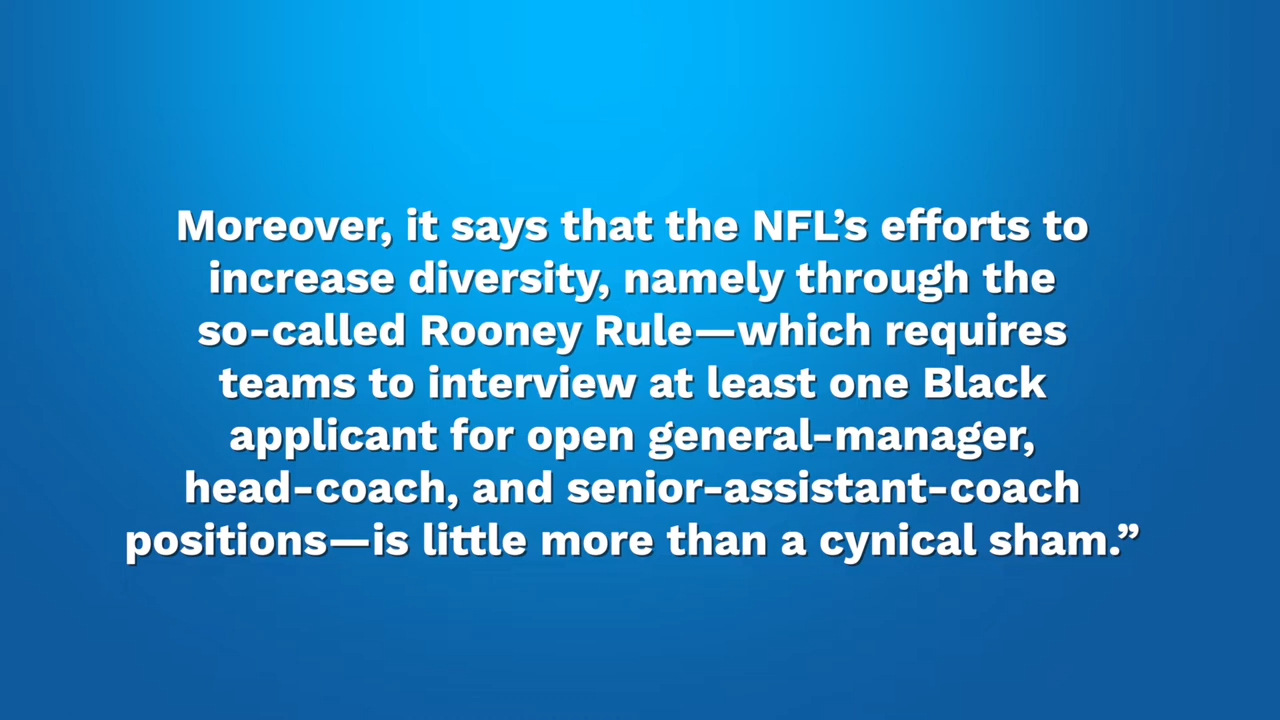 Moreover, it says that the NFL’s efforts to
increase diversity, namely through the
so-called Rooney Rule—which requires
teams to interview at least one Black
applicant for open general-manager,
head-coach, and senior-assistant-coach
positions—is little more than a cynical sham.”